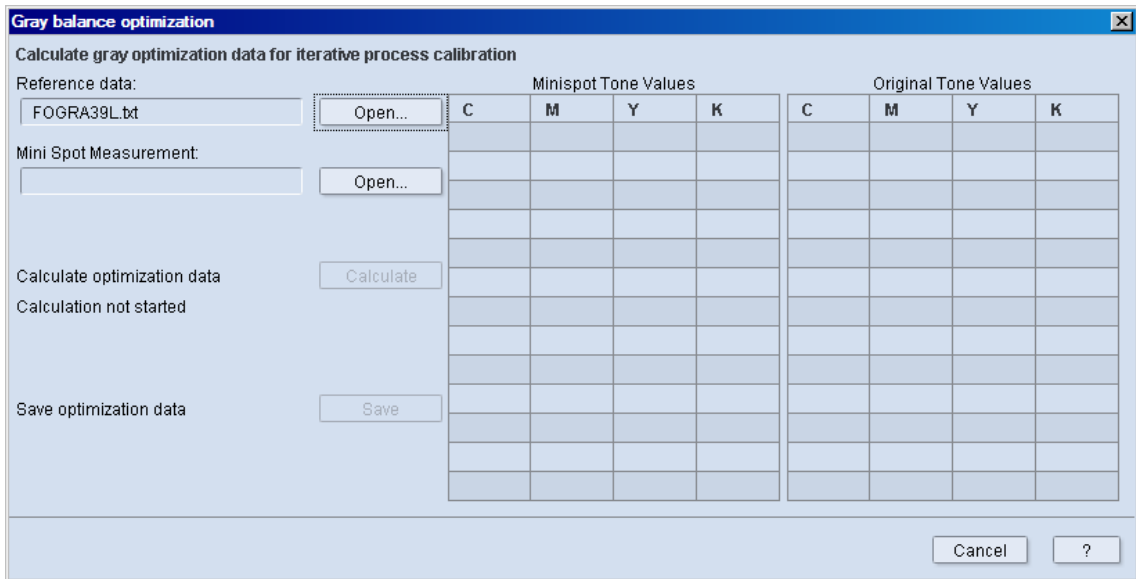 Gray balance optimization
Calculate gray optimization data for iterative process calibration
Reference data:
FOGRA39L.txt
Open...
Mini Spot Measurement:
Open...
Calculate optimization data
Calculate
Calculation not started
Save optimization data
Save
Minispot Tone Values
C M Y K
Original Tone Values
C M Y K
Cancel
?